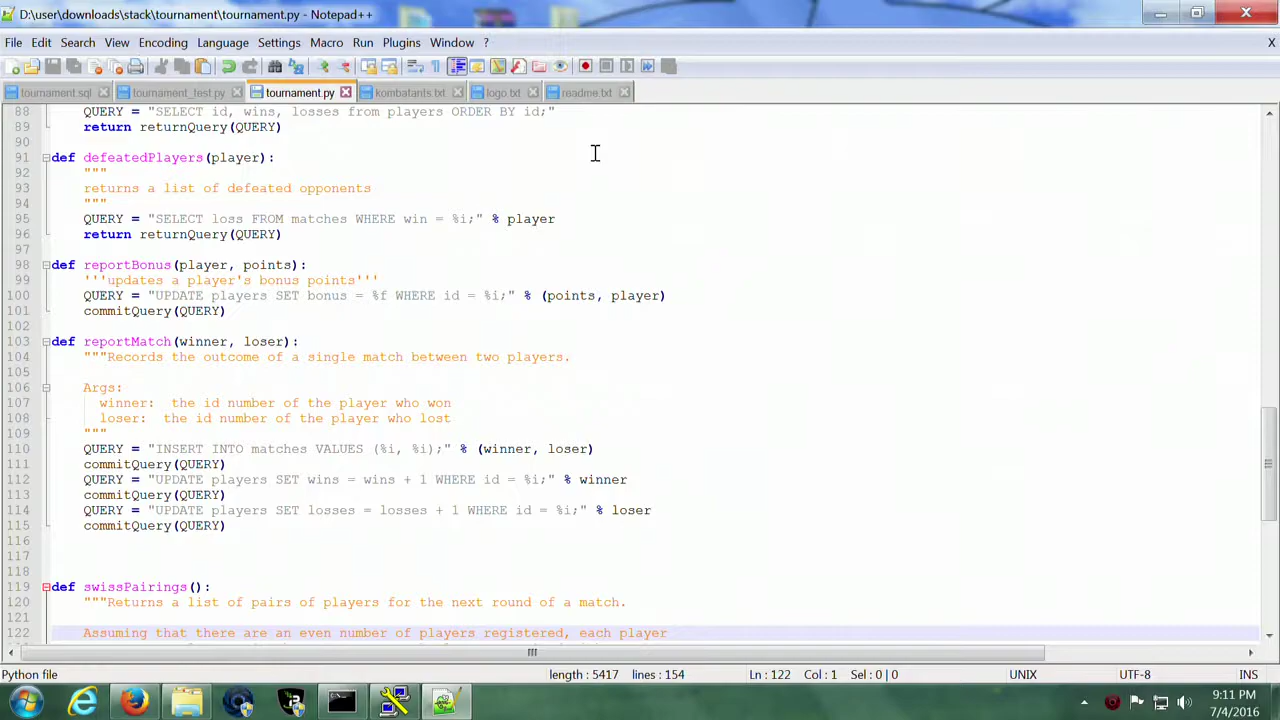 D:\user\downloads\stack\tournament\tournament.py - Notepad++
File Edit Search View Encoding Language Settings Macro Run Plugins Window ? X
tournament.sql tournament_test.py tournament.py kombatants.txt logo.txt readme.txt
88 QUERY = "SELECT id, wins, losses from players ORDER BY id;"
89 return returnQuery(QUERY)
90
91 def defeatedPlayers(player):
92 """
93 returns a list of defeated opponents
94 """
95 QUERY = "SELECT loss FROM matches WHERE win = %i;" % player
96 return returnQuery(QUERY)
97
98 def reportBonus(player, points):
99 '''updates a player's bonus points'''
100 QUERY = "UPDATE players SET bonus = %f WHERE id = %i;" % (points, player)
101 commitQuery(QUERY)
102
103 def reportMatch(winner, loser):
104 """Records the outcome of a single match between two players.
105
106 Args:
107 winner:  the id number of the player who won
108 loser:  the id number of the player who lost
109 """
110 QUERY = "INSERT INTO matches VALUES (%i, %i);" % (winner, loser)
111 commitQuery(QUERY)
112 QUERY = "UPDATE players SET wins = wins + 1 WHERE id = %i;" % winner
113 commitQuery(QUERY)
114 QUERY = "UPDATE players SET losses = losses + 1 WHERE id = %i;" % loser
115 commitQuery(QUERY)
116
117
118
119 def swissPairings():
120 """Returns a list of pairs of players for the next round of a match.
121
122 Assuming that there are an even number of players registered, each player
Python file length : 5417 lines : 154 Ln : 122 Col : 1 Sel : 0 | 0 UNIX UTF-8 INS
9:11 PM
7/4/2016